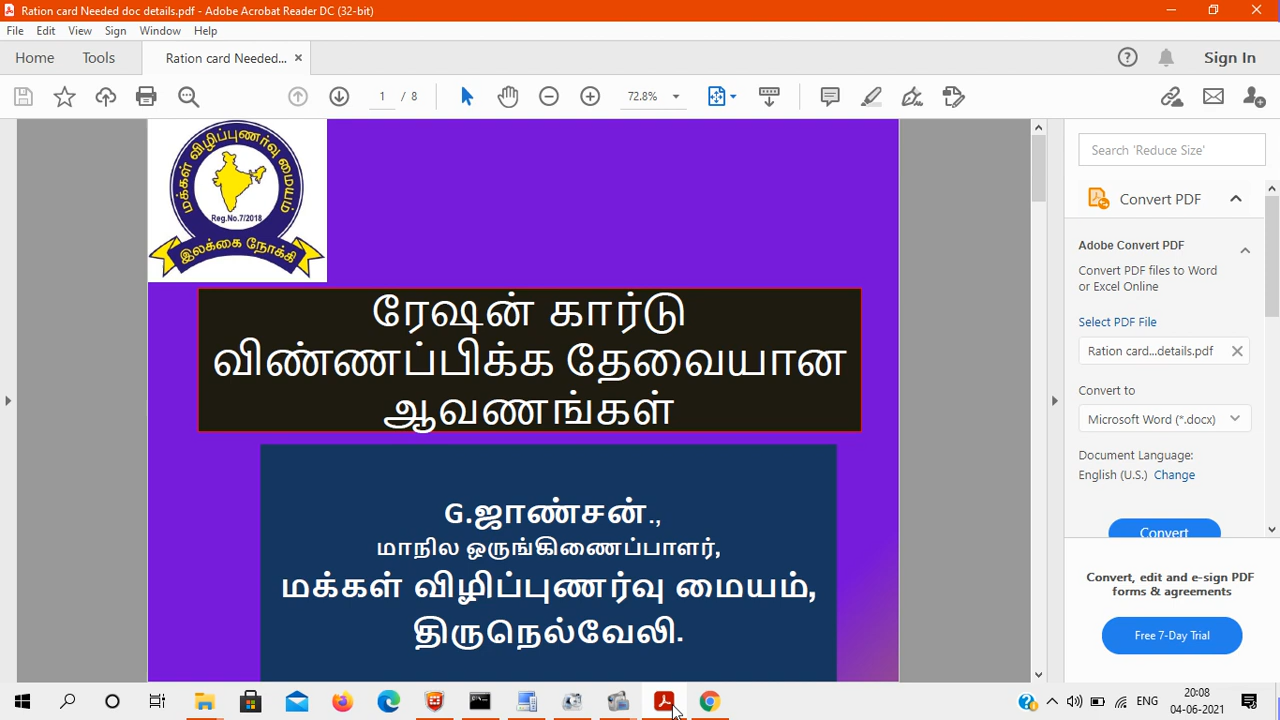 Ration card Needed doc details.pdf - Adobe Acrobat Reader DC (32-bit)
File Edit View Sign Window Help
Home Tools Ration card Needed... Sign In
1 / 8 72.8%
Search 'Reduce Size'
மக்கள் விழிப்புணர்வு மையம்
Reg.No.7/2018
இலக்கை நோக்கி
ரேஷன் கார்டு
விண்ணப்பிக்க தேவையான
ஆவணங்கள்
G.ஜாண்சன்.,
மாநில ஒருங்கிணைப்பாளர்,
மக்கள் விழிப்புணர்வு மையம்,
திருநெல்வேலி.
Convert PDF
Adobe Convert PDF
Convert PDF files to Word
or Excel Online
Select PDF File
Ration card...details.pdf
Convert to
Microsoft Word (*.docx)
Document Language:
English (U.S.) Change
Convert
Convert, edit and e-sign PDF
forms & agreements
Free 7-Day Trial
ENG
20:08
04-06-2021